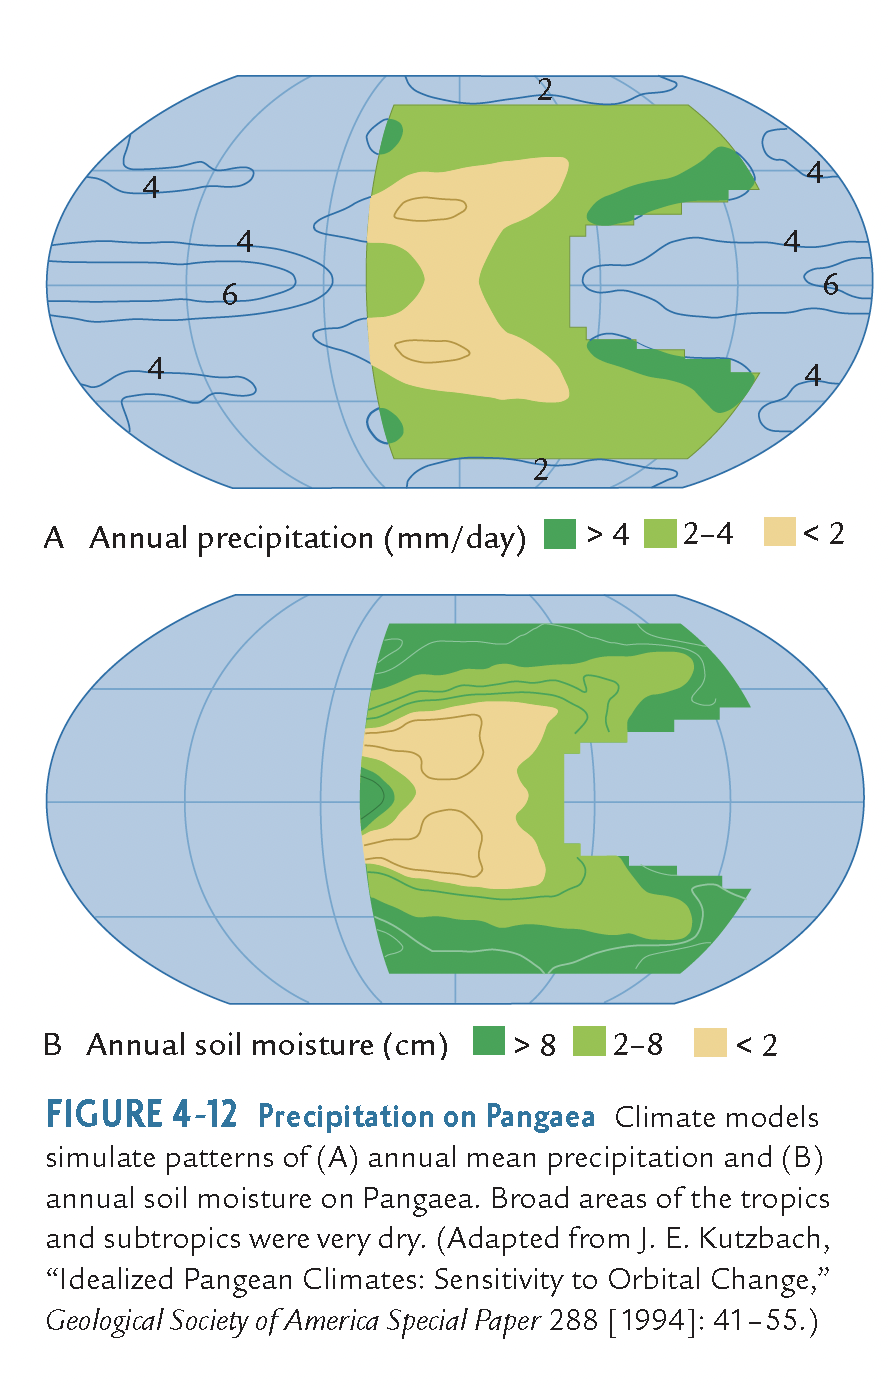 2
4
4
4
4
6
6
4
4
2
A Annual precipitation (mm/day) > 4 2–4 < 2
B Annual soil moisture (cm) > 8 2–8 < 2
FIGURE 4-12 Precipitation on Pangaea Climate models
simulate patterns of (A) annual mean precipitation and (B)
annual soil moisture on Pangaea. Broad areas of the tropics
and subtropics were very dry. (Adapted from J. E. Kutzbach,
“Idealized Pangean Climates: Sensitivity to Orbital Change,”
Geological Society of America Special Paper 288 [1994]: 41–55.)